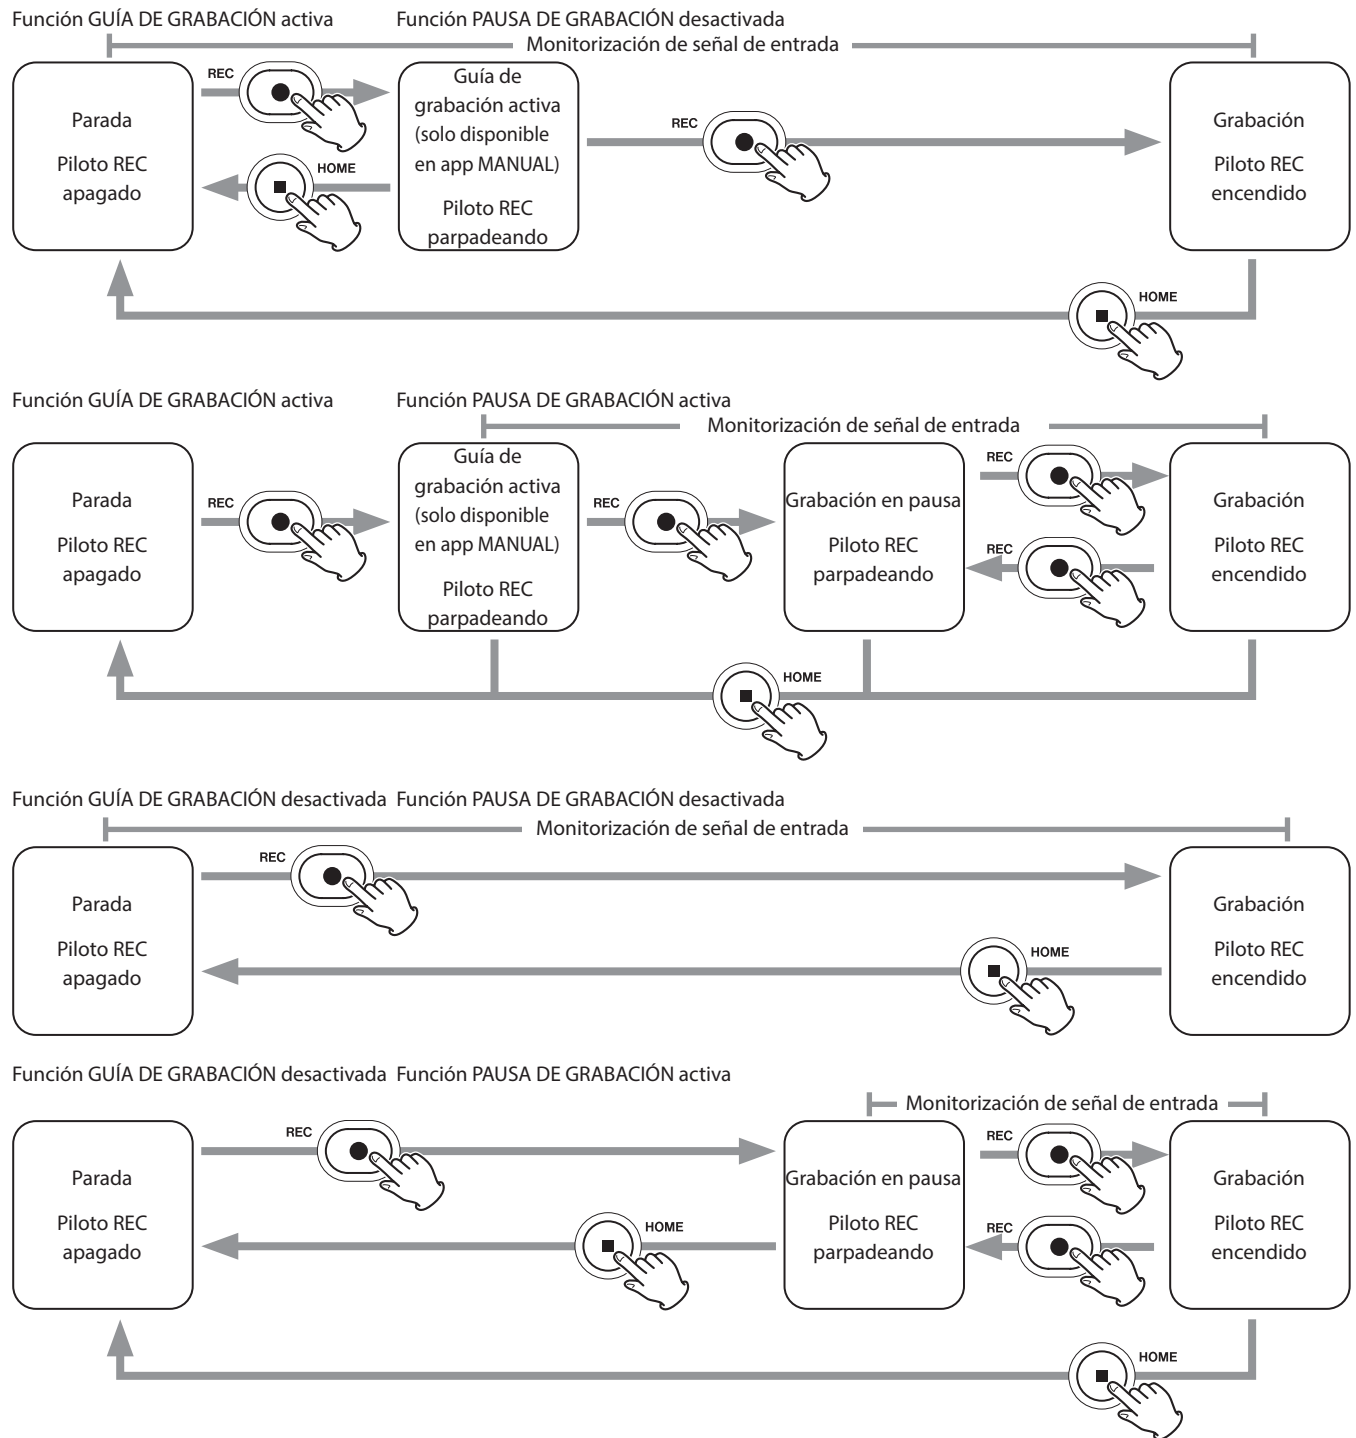 Función GUÍA DE GRABACIÓN activa
Función PAUSA DE GRABACIÓN desactivada
Monitorización de señal de entrada
Parada
Piloto REC
apagado
REC
HOME
Guía de
grabación activa
(solo disponible
en app MANUAL)
Piloto REC
parpadeando
REC
Grabación
Piloto REC
encendido
HOME
Función GUÍA DE GRABACIÓN activa
Función PAUSA DE GRABACIÓN activa
Monitorización de señal de entrada
Parada
Piloto REC
apagado
REC
Guía de
grabación activa
(solo disponible
en app MANUAL)
Piloto REC
parpadeando
REC
Grabación en pausa
Piloto REC
parpadeando
REC
REC
Grabación
Piloto REC
encendido
HOME
Función GUÍA DE GRABACIÓN desactivada
Función PAUSA DE GRABACIÓN desactivada
Monitorización de señal de entrada
Parada
Piloto REC
apagado
REC
HOME
Grabación
Piloto REC
encendido
Función GUÍA DE GRABACIÓN desactivada
Función PAUSA DE GRABACIÓN activa
Monitorización de señal de entrada
Parada
Piloto REC
apagado
REC
HOME
Grabación en pausa
Piloto REC
parpadeando
REC
REC
Grabación
Piloto REC
encendido
HOME